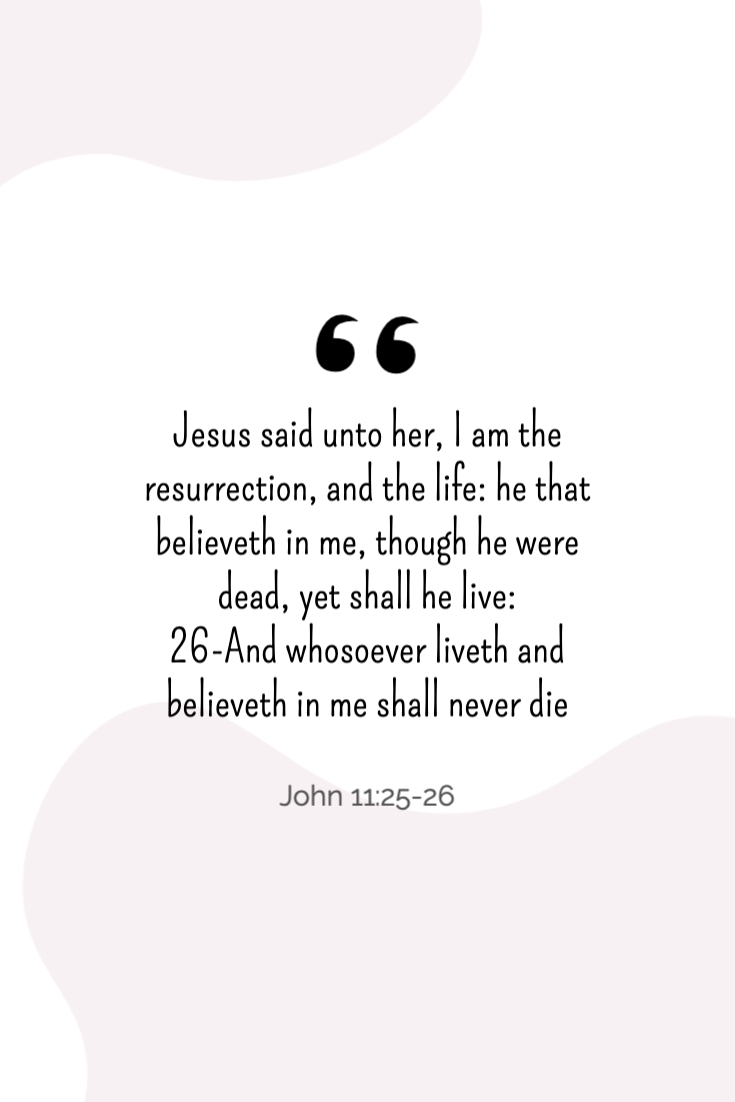 “
Jesus said unto her, I am the
resurrection, and the life: he that
believeth in me, though he were
dead, yet shall he live:
26-And whosoever liveth and
believeth in me shall never die
John 11:25-26